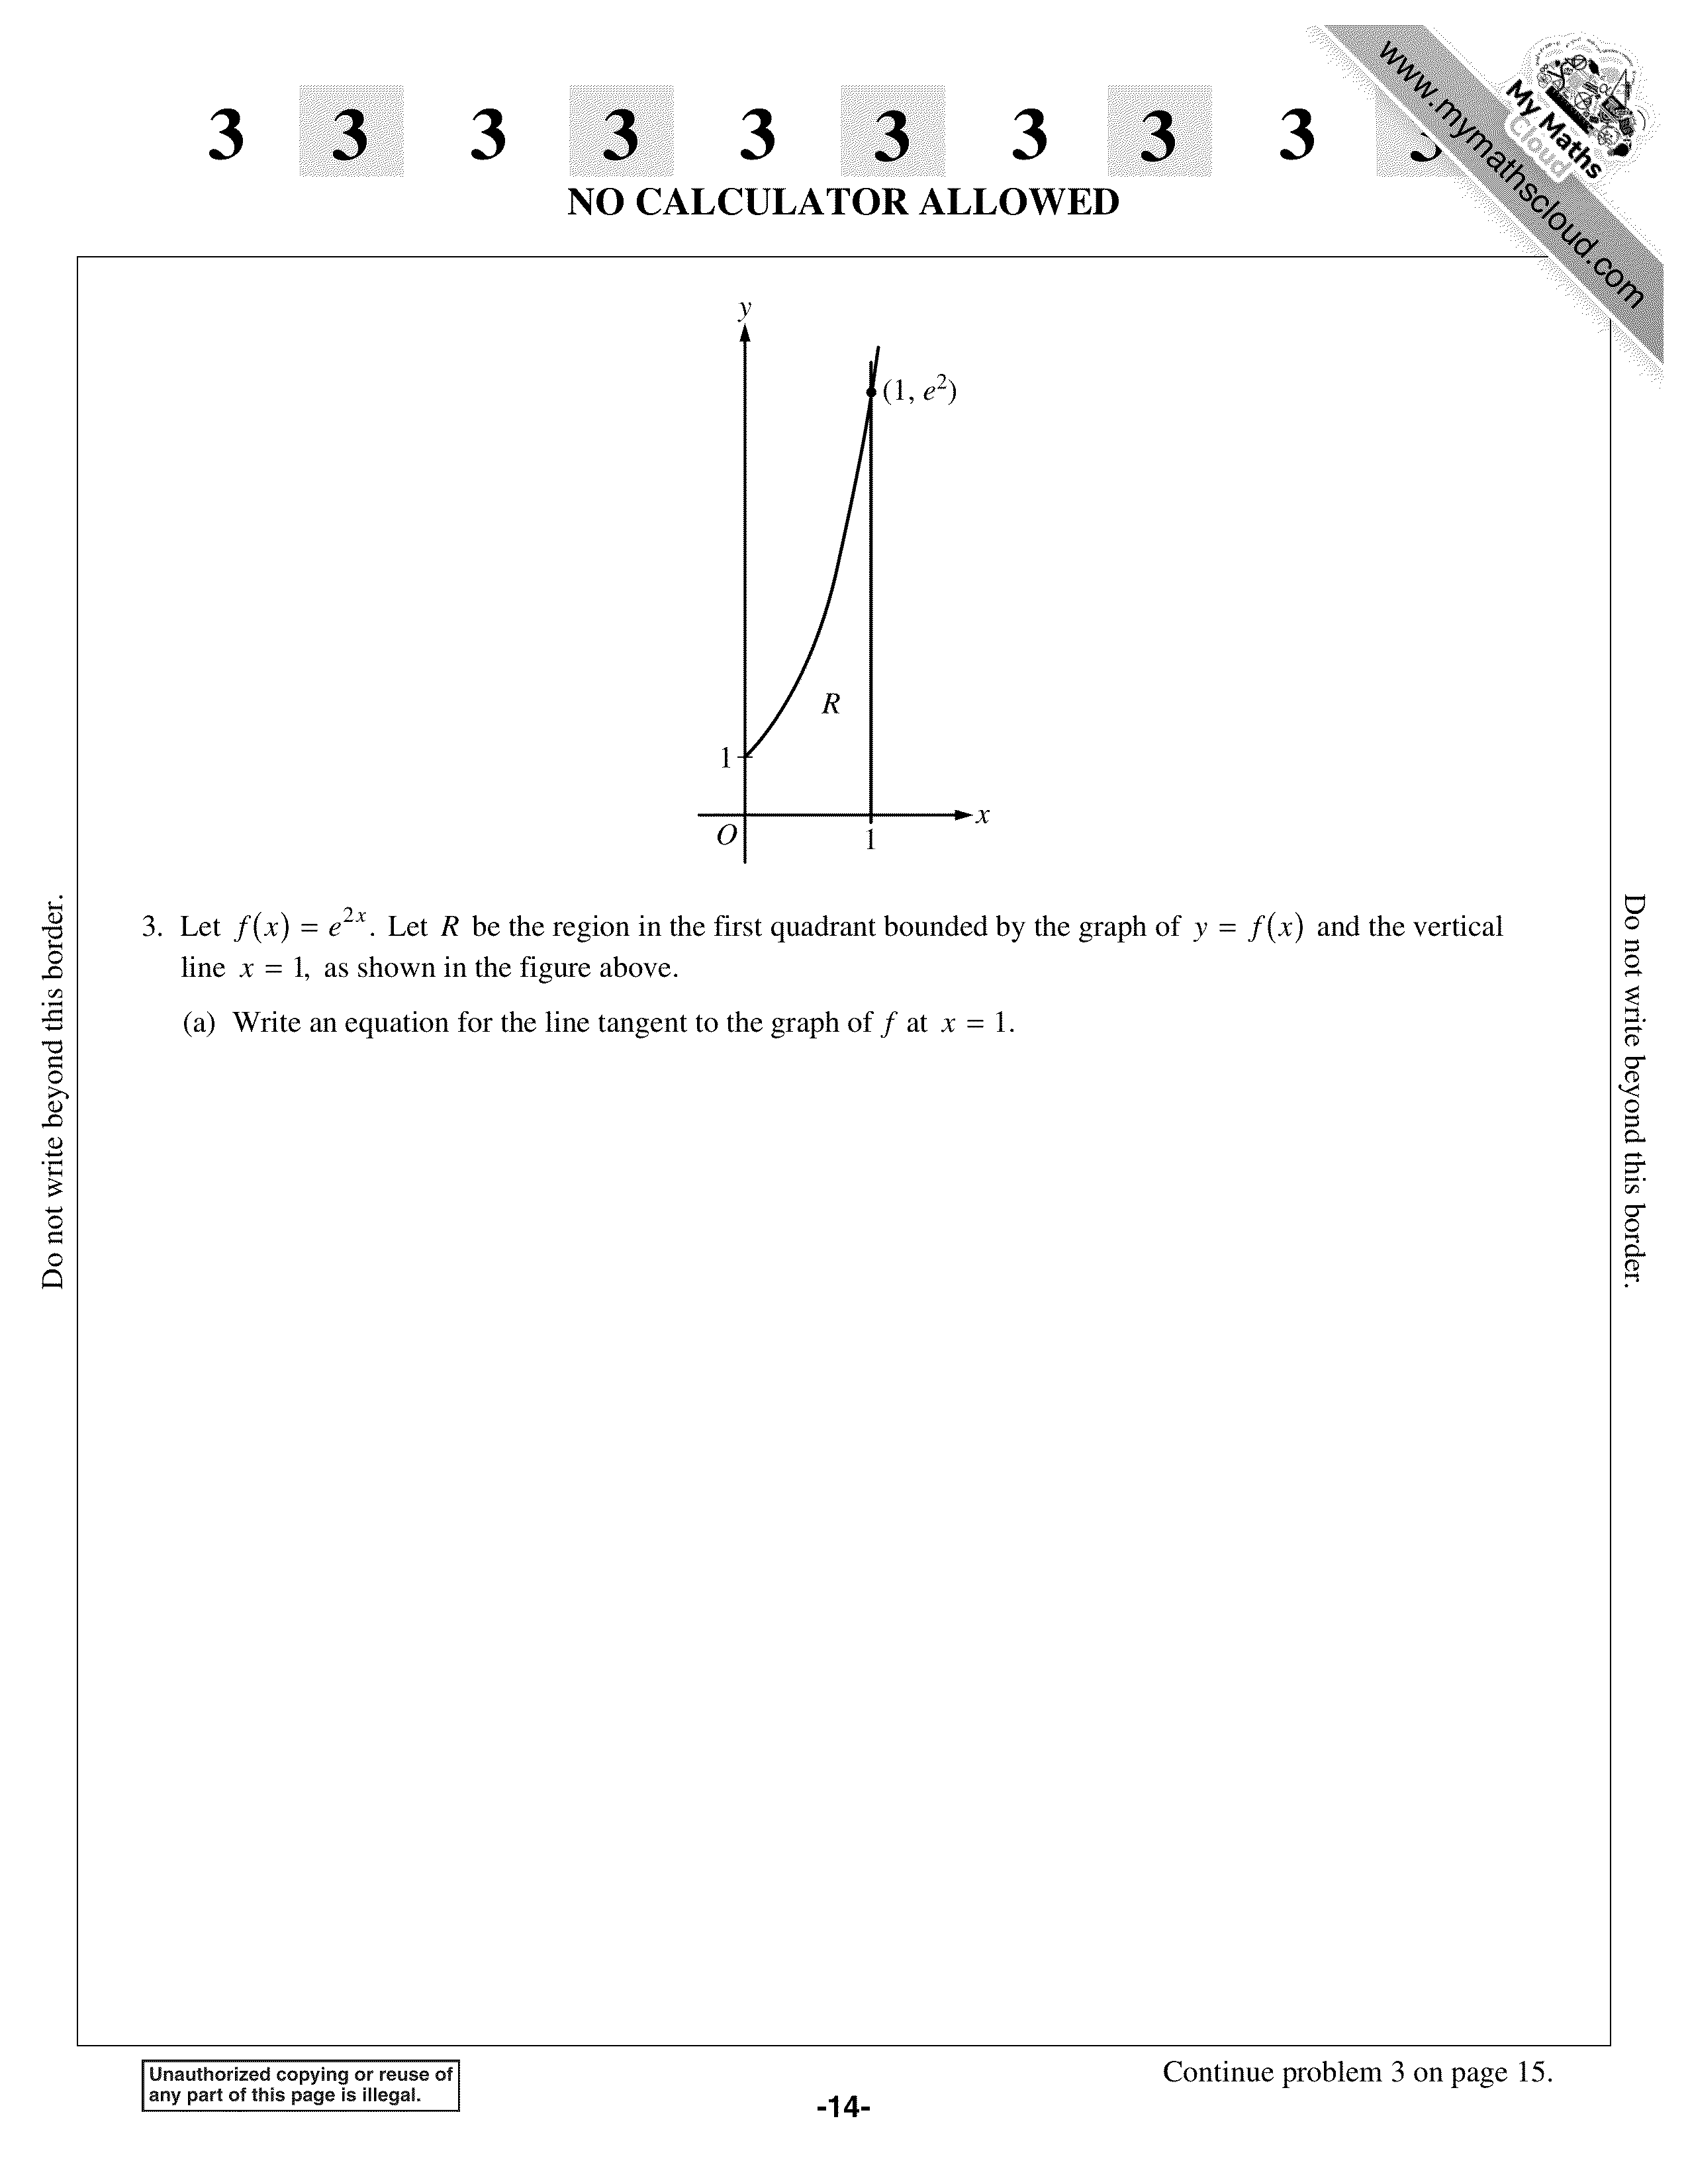 3 3 3 3 3 3 3 3 3
NO CALCULATOR ALLOWED
www.mymathscloud.com
My Maths
Cloud
y
(1, e²)
R
1
O
1
x
3. Let f(x) = e²ˣ. Let R be the region in the first quadrant bounded by the graph of y = f(x) and the vertical
line x = 1, as shown in the figure above.
(a) Write an equation for the line tangent to the graph of f at x = 1.
Do not write beyond this border.
Do not write beyond this border.
Unauthorized copying or reuse of
any part of this page is illegal.
Continue problem 3 on page 15.
-14-